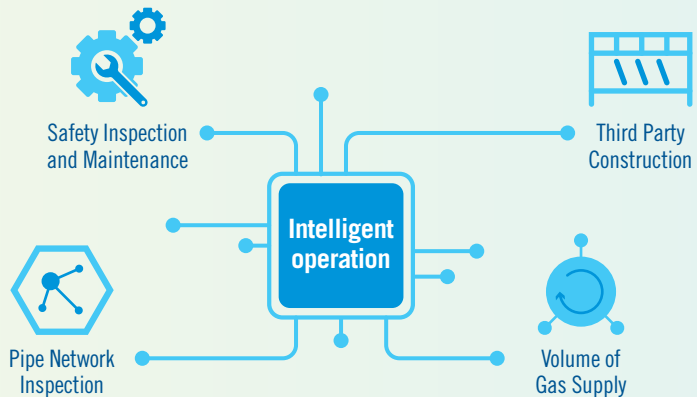 Safety Inspection
and Maintenance
Third Party
Construction
Intelligent
operation
Pipe Network
Inspection
Volume of
Gas Supply